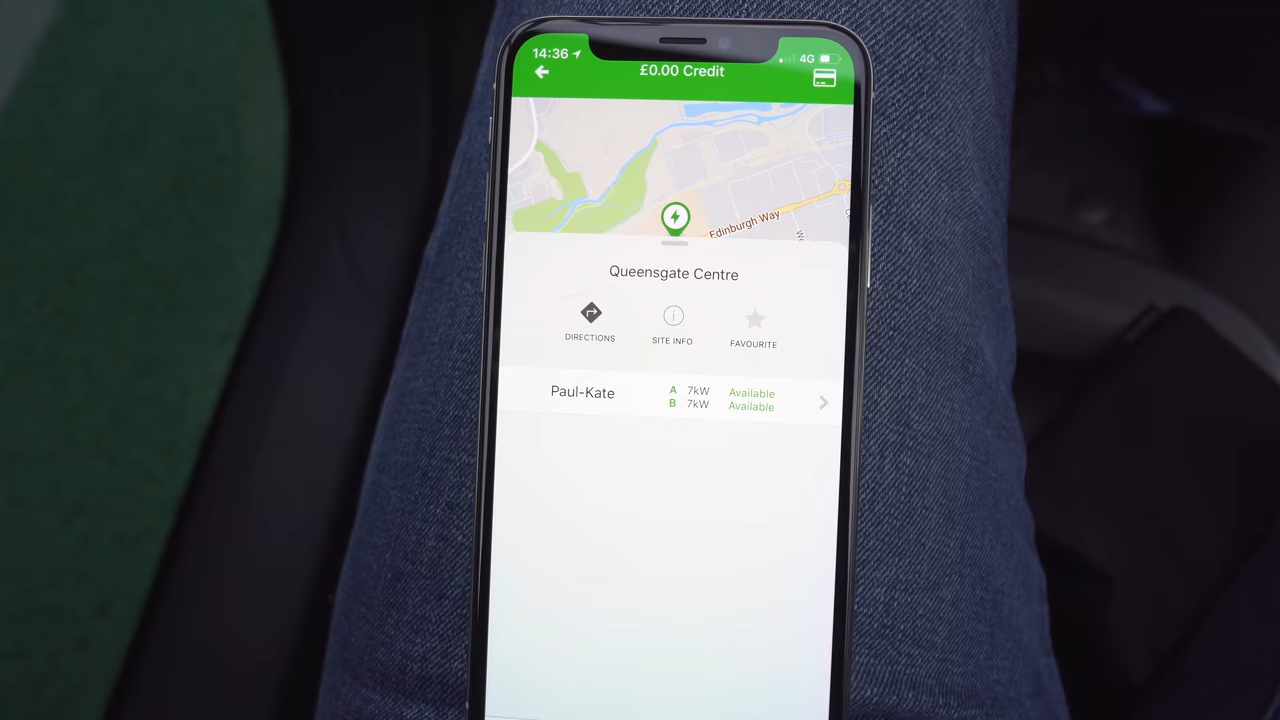 14:36
4G
£0.00 Credit
Edinburgh Way
Queensgate Centre
DIRECTIONS
SITE INFO
FAVOURITE
Paul-Kate
A 7kW Available
B 7kW Available